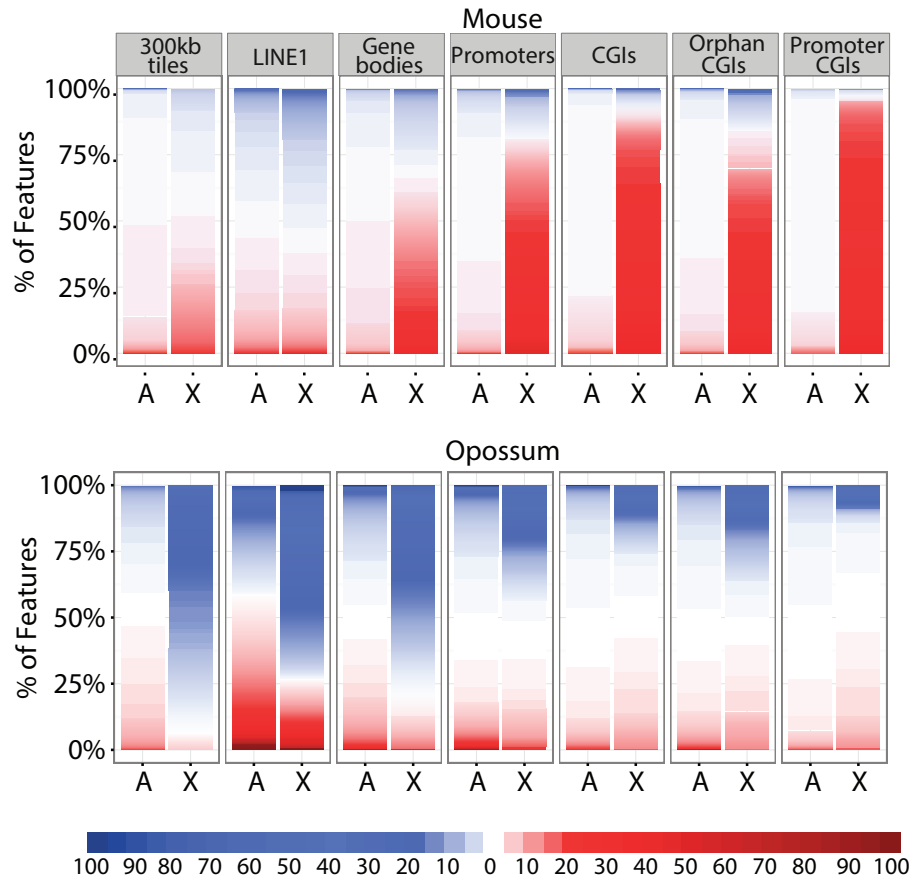 Mouse
300kb tiles LINE1 Gene bodies Promoters CGIs Orphan CGIs Promoter CGIs
% of Features
100%
75%
50%
25%
0%
A X A X A X A X A X A X A X
Opossum
% of Features
100%
75%
50%
25%
0%
A X A X A X A X A X A X A X
100 90 80 70 60 50 40 30 20 10 0 10 20 30 40 50 60 70 80 90 100